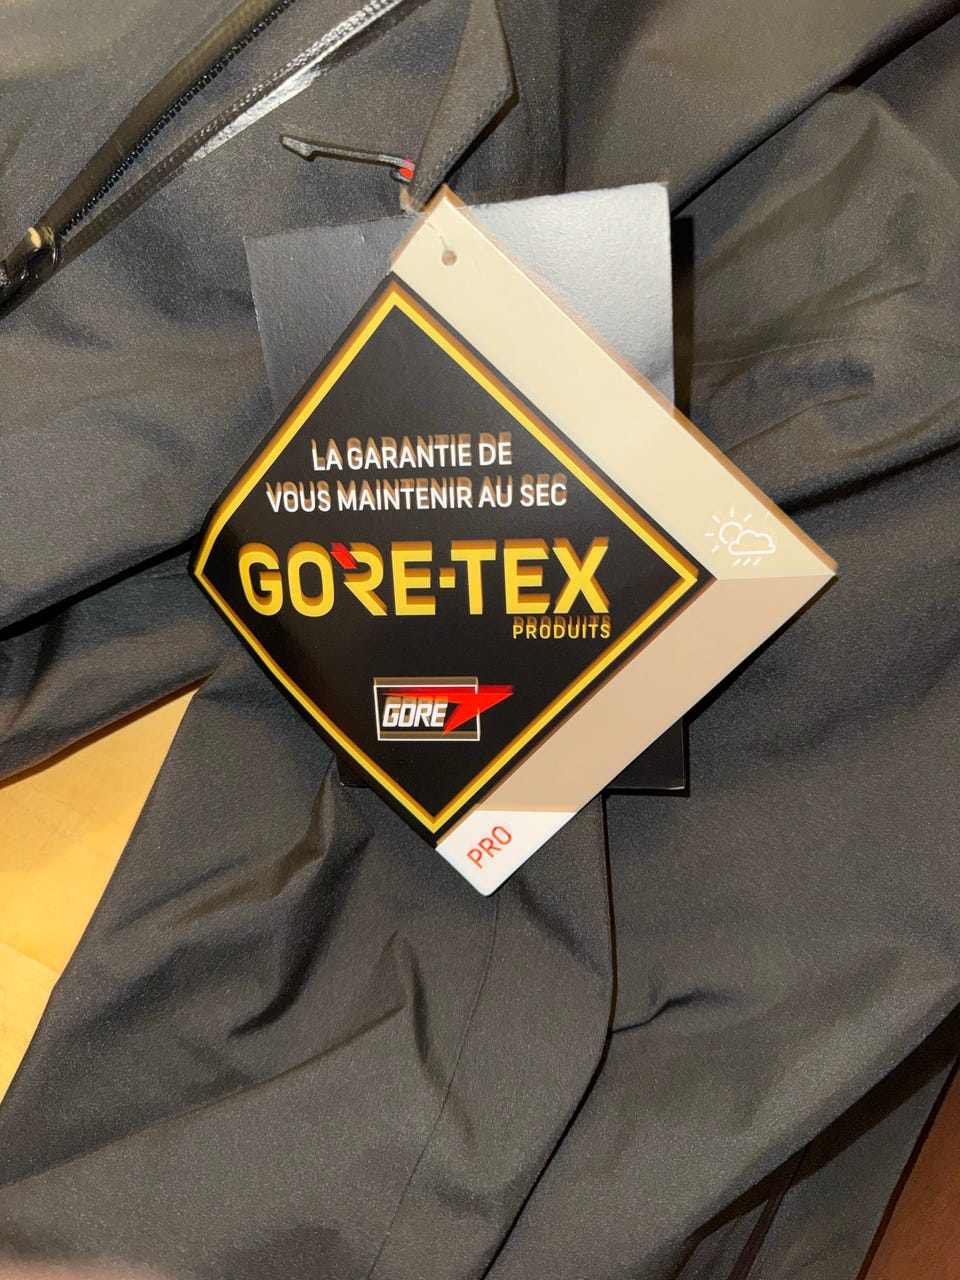 LA GARANTIE DE
VOUS MAINTENIR AU SEC
GORE-TEX
PRODUITS
GORE
PRO